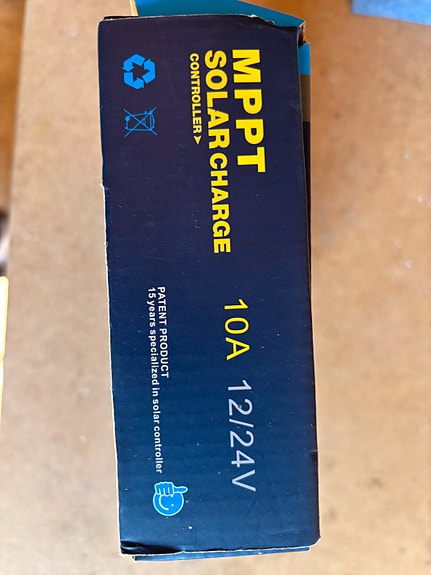 MPPT
SOLAR CHARGE
CONTROLLER
10A 12/24V
PATENT PRODUCT
15 years specialized in solar controller